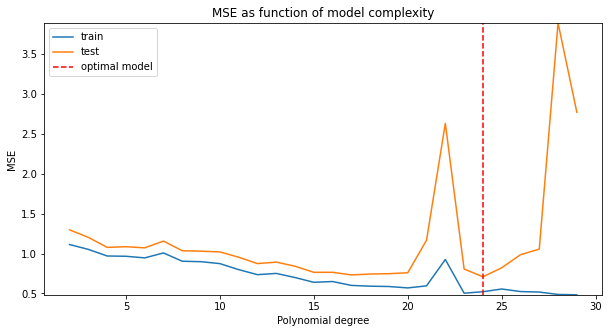 MSE as function of model complexity
train
test
optimal model
MSE
3.5
3.0
2.5
2.0
1.5
1.0
0.5
5 10 15 20 25 30
Polynomial degree